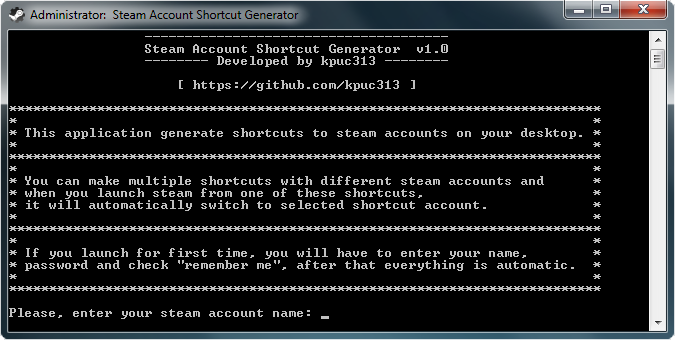 Administrator:  Steam Account Shortcut Generator
--------------------------------------
Steam Account Shortcut Generator  v1.0
-------- Developed by kpuc313 --------
[ https://github.com/kpuc313 ]
**************************************************************************
*                                                                        *
* This application generate shortcuts to steam accounts on your desktop. *
*                                                                        *
**************************************************************************
*                                                                        *
* You can make multiple shortcuts with different steam accounts and      *
* when you launch steam from one of these shortcuts.                     *
* it will automatically switch to selected shortcut account.             *
*                                                                        *
**************************************************************************
*                                                                        *
* If you launch for first time, you will have to enter your name,        *
* password and check "remember me", after that everything is automatic.  *
*                                                                        *
**************************************************************************
Please, enter your steam account name: _